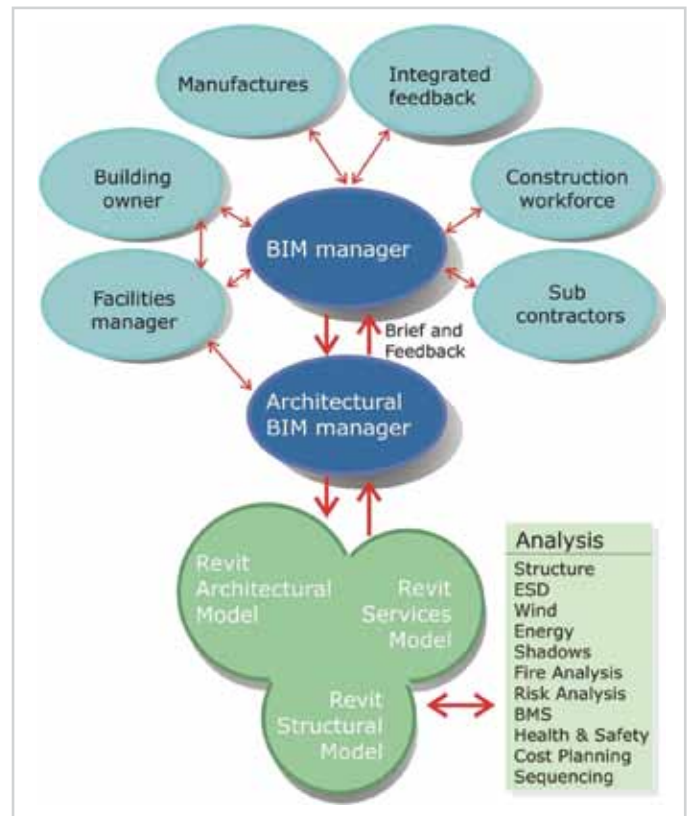 Manufactures
Integrated
feedback
Building
owner
Construction
workforce
BIM manager
Facilities
manager
Sub
contractors
Brief and
Feedback
Architectural
BIM manager
Revit
Architectural
Model
Revit
Services
Model
Revit
Structural
Model
Analysis
Structure
ESD
Wind
Energy
Shadows
Fire Analysis
Risk Analysis
BMS
Health & Safety
Cost Planning
Sequencing